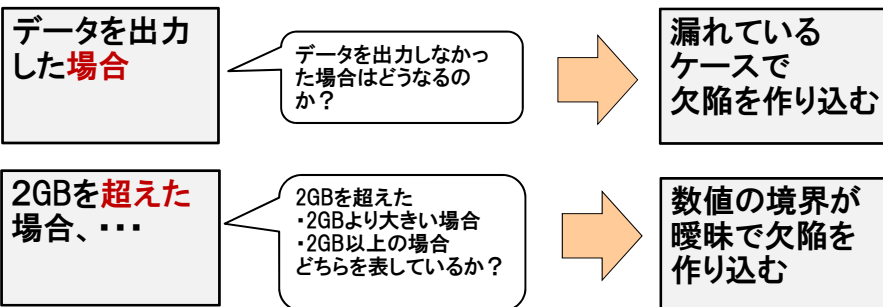 データを出力
した場合
データを出力しなかっ
た場合はどうなるの
か？
漏れている
ケースで
欠陥を作り込む
2GBを超えた
場合、・・・
2GBを超えた
・2GBより大きい場合
・2GB以上の場合
どちらを表しているか？
数値の境界が
曖昧で欠陥を
作り込む